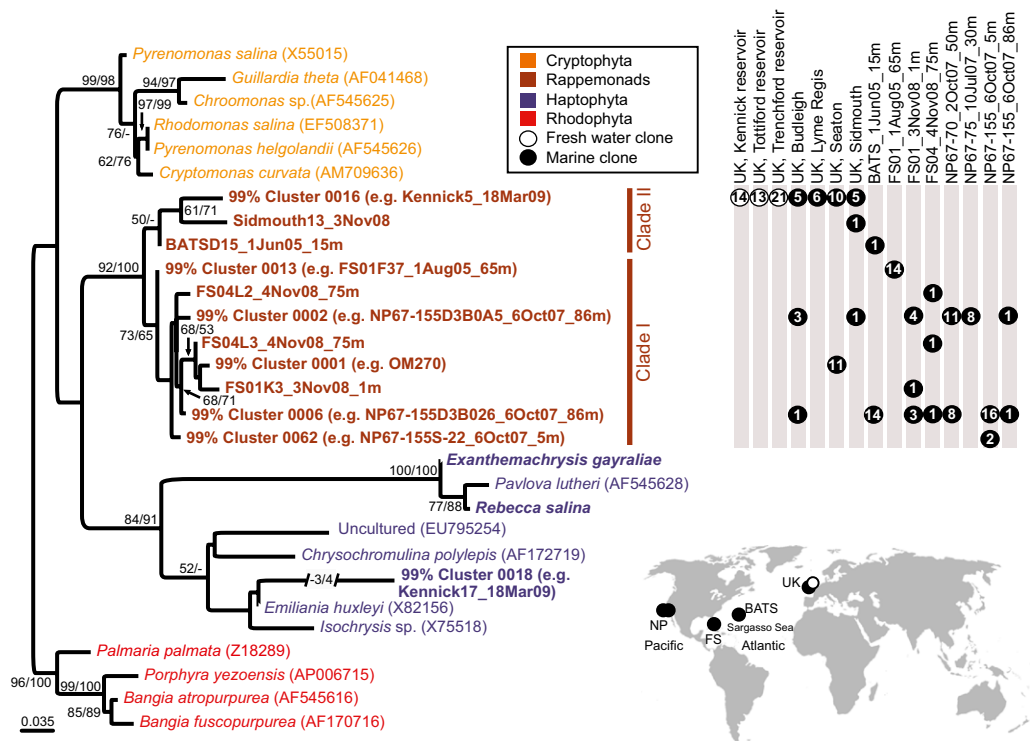 Pyrenomonas salina (X55015)
99/98
94/97
Guillardia theta (AF041468)
Chroomonas sp.(AF545625)
97/99
Rhodomonas salina (EF508371)
76/-
Pyrenomonas helgolandii (AF545626)
62/76
Cryptomonas curvata (AM709636)
99% Cluster 0016 (e.g. Kennick5_18Mar09)
61/71
50/-
Sidmouth13_3Nov08
BATSD15_1Jun05_15m
92/100
99% Cluster 0013 (e.g. FS01F37_1Aug05_65m)
FS04L2_4Nov08_75m
99% Cluster 0002 (e.g. NP67-155D3B0A5_6Oct07_86m)
73/65
68/53
FS04L3_4Nov08_75m
99% Cluster 0001 (e.g. OM270)
FS01K3_3Nov08_1m
68/71
99% Cluster 0006 (e.g. NP67-155D3B026_6Oct07_86m)
99% Cluster 0062 (e.g. NP67-155S-22_6Oct07_5m)
Clade II
Clade I
Exanthemachrysis gayraliae
100/100
Pavlova lutheri (AF545628)
77/88
Rebecca salina
84/91
Uncultured (EU795254)
Chrysochromulina polylepis (AF172719)
52/-
-3/4
99% Cluster 0018 (e.g.
Kennick17_18Mar09)
Emiliania huxleyi (X82156)
Isochrysis sp. (X75518)
Palmaria palmata (Z18289)
96/100
99/100
Porphyra yezoensis (AP006715)
Bangia atropurpurea (AF545616)
85/89
Bangia fuscopurpurea (AF170716)
0.035
Cryptophyta
Rappemonads
Haptophyta
Rhodophyta
Fresh water clone
Marine clone
UK, Kennick reservoir
UK, Tottiford reservoir
UK, Trenchford reservoir
UK, Budleigh
UK, Lyme Regis
UK, Seaton
UK, Sidmouth
BATS_1Jun05_15m
FS01_1Aug05_65m
FS01_3Nov08_1m
FS04_4Nov08_75m
NP67-70_2Oct07_50m
NP67-75_10Jul07_30m
NP67-155_6Oct07_5m
NP67-155_6Oct07_86m
14 13 21 5 6 10 5
1
1
14
1
3 1 4 11 8 1
1
11
1
1 14 3 1 8 16 1
2
UK
BATS
NP
Sargasso Sea
FS
Pacific
Atlantic